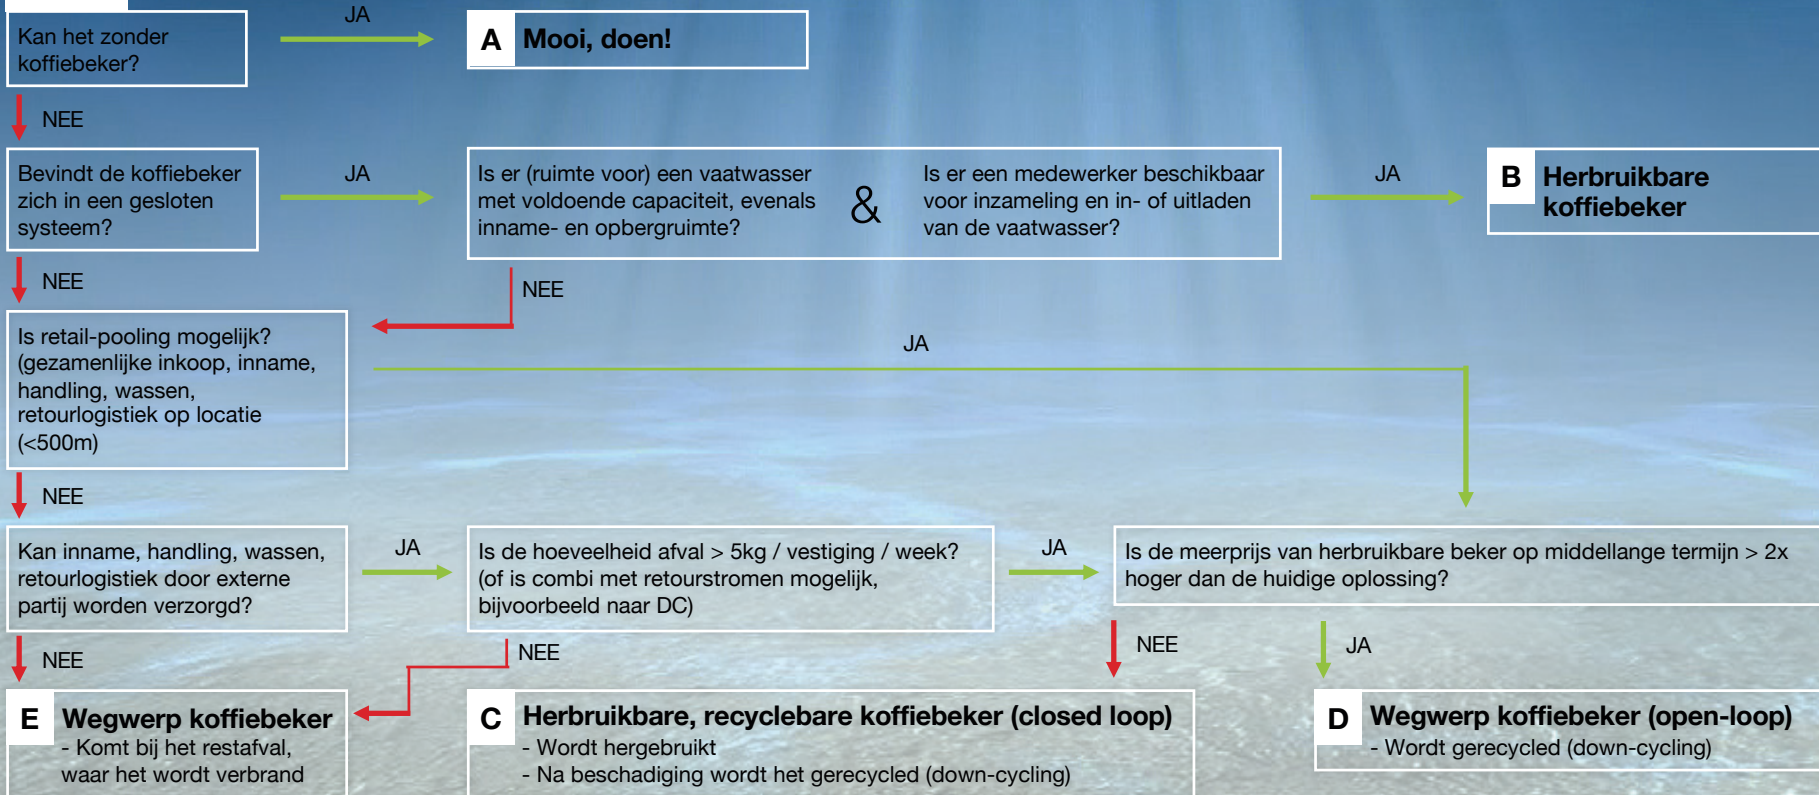 Kan het zonder
koffiebeker?
JA
A Mooi, doen!
NEE
Bevindt de koffiebeker
zich in een gesloten
systeem?
JA
Is er (ruimte voor) een vaatwasser
met voldoende capaciteit, evenals
inname- en opbergruimte?
&
Is er een medewerker beschikbaar
voor inzameling en in- of uitladen
van de vaatwasser?
JA
B Herbruikbare
koffiebeker
NEE
NEE
Is retail-pooling mogelijk?
(gezamenlijke inkoop, inname,
handling, wassen,
retourlogistiek op locatie
(<500m)
JA
NEE
Kan inname, handling, wassen,
retourlogistiek door externe
partij worden verzorgd?
JA
Is de hoeveelheid afval > 5kg / vestiging / week?
(of is combi met retourstromen mogelijk,
bijvoorbeeld naar DC)
JA
Is de meerprijs van herbruikbare beker op middellange termijn > 2x
hoger dan de huidige oplossing?
NEE
NEE
NEE
JA
E Wegwerp koffiebeker
- Komt bij het restafval,
waar het wordt verbrand
C Herbruikbare, recyclebare koffiebeker (closed loop)
- Wordt hergebruikt
- Na beschadiging wordt het gerecycled (down-cycling)
D Wegwerp koffiebeker (open-loop)
- Wordt gerecycled (down-cycling)